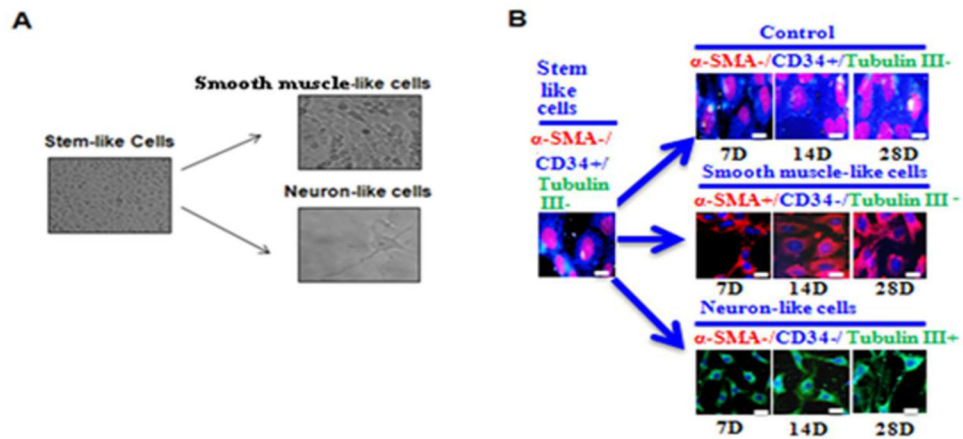 A
Smooth muscle-like cells
Stem-like Cells
Neuron-like cells
B
Stem
like
cells
α-SMA-/
CD34+/
Tubulin
III-
Control
α-SMA-/CD34+/Tubulin III-
7D 14D 28D
Smooth muscle-like cells
α-SMA+/CD34-/Tubulin III -
7D 14D 28D
Neuron-like cells
α-SMA-/CD34-/ Tubulin III+
7D 14D 28D